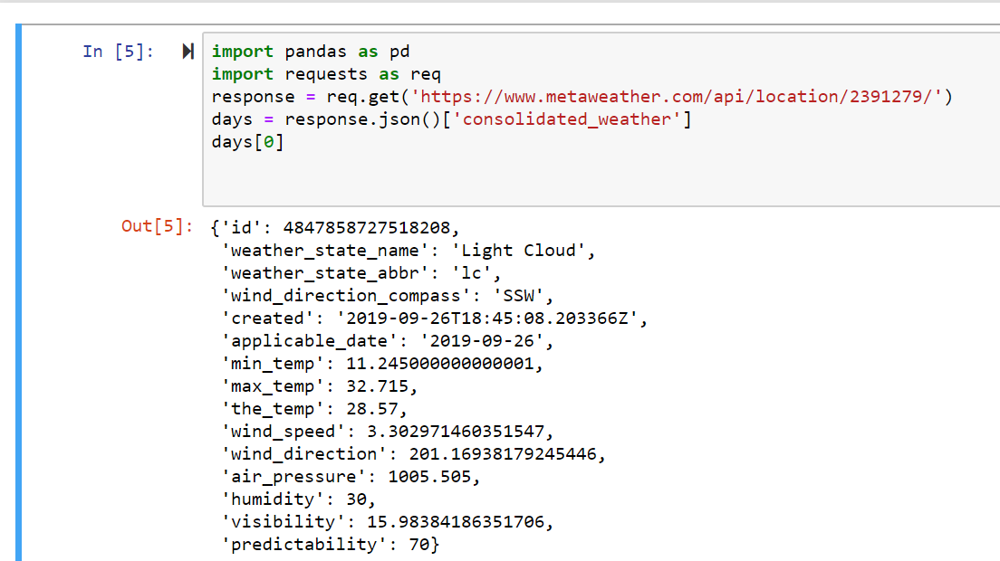 In [5]:
import pandas as pd
import requests as req
response = req.get('https://www.metaweather.com/api/location/2391279/')
days = response.json()['consolidated_weather']
days[0]
Out[5]:
{'id': 4847858727518208,
'weather_state_name': 'Light Cloud',
'weather_state_abbr': 'lc',
'wind_direction_compass': 'SSW',
'created': '2019-09-26T18:45:08.203366Z',
'applicable_date': '2019-09-26',
'min_temp': 11.245000000000001,
'max_temp': 32.715,
'the_temp': 28.57,
'wind_speed': 3.302971460351547,
'wind_direction': 201.16938179245446,
'air_pressure': 1005.505,
'humidity': 30,
'visibility': 15.98384186351706,
'predictability': 70}